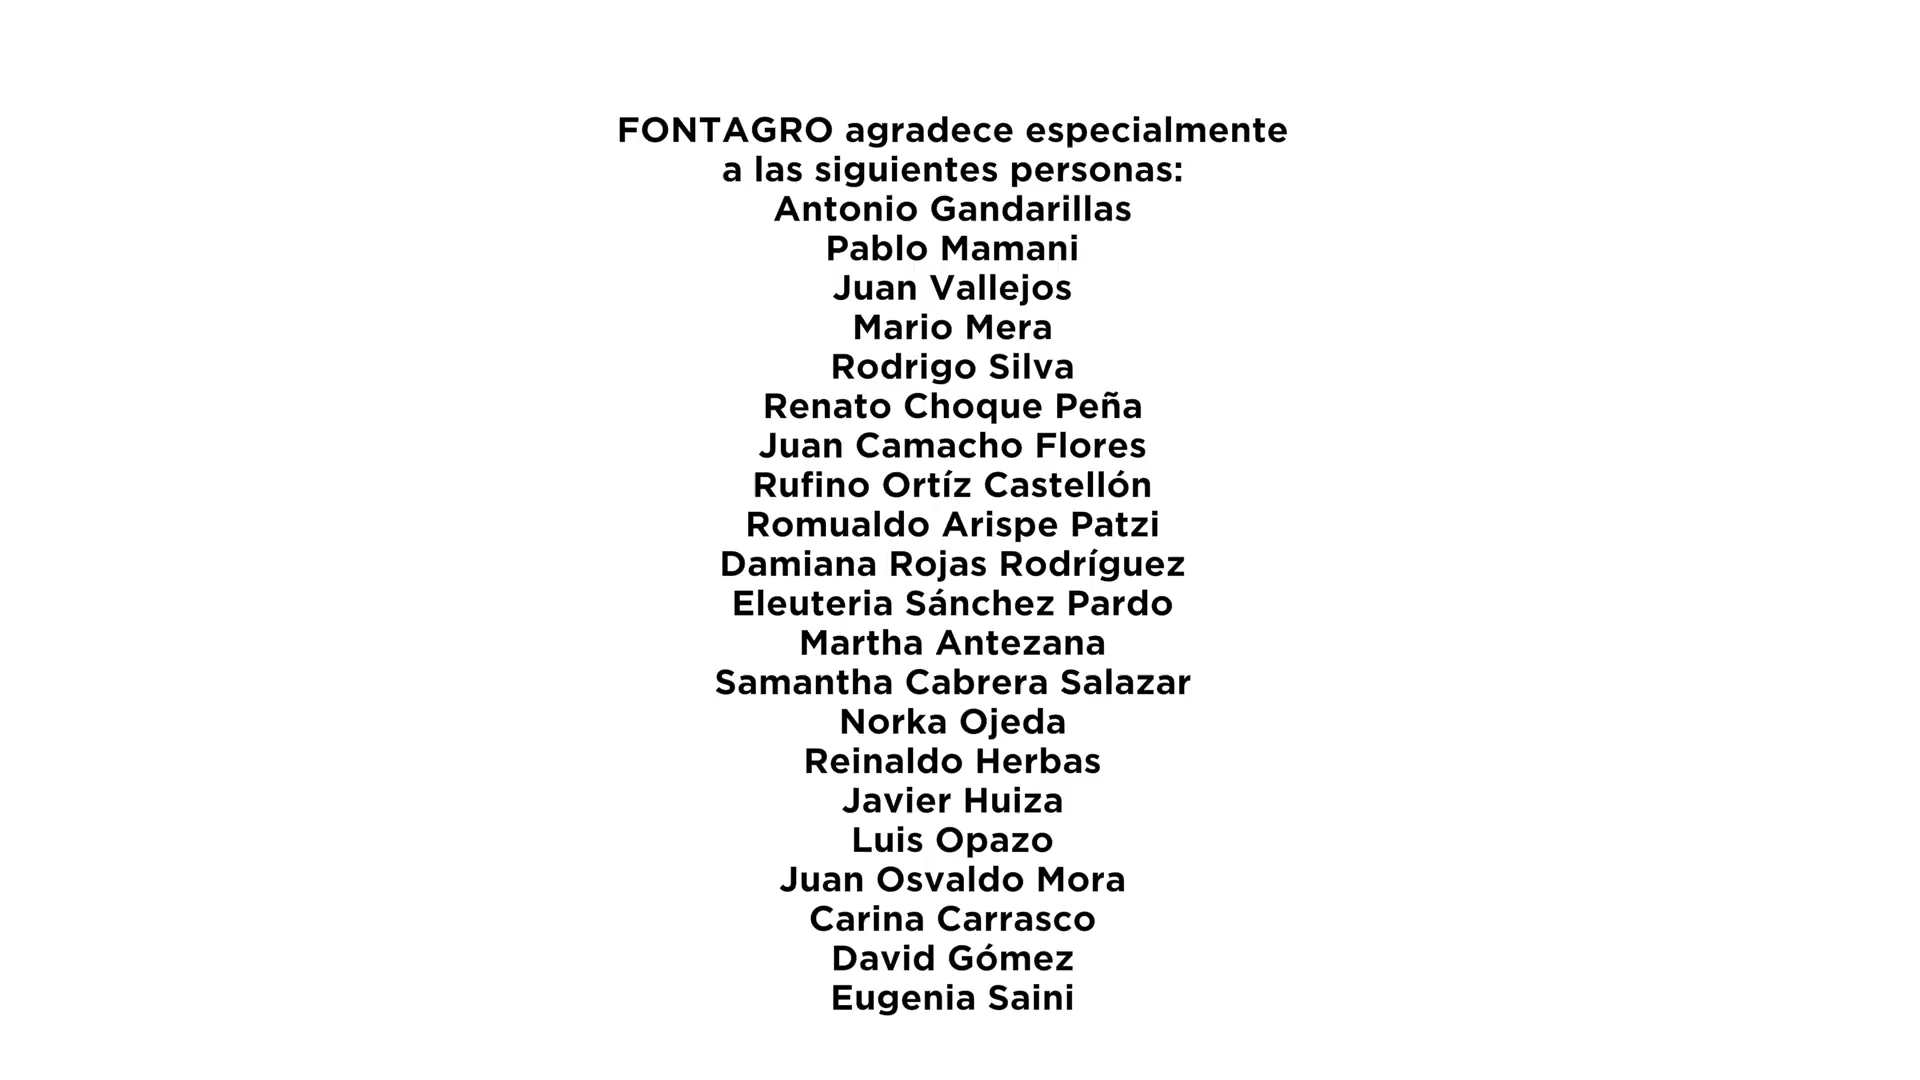 FONTAGRO agradece especialmente
a las siguientes personas:
Antonio Gandarillas
Pablo Mamani
Juan Vallejos
Mario Mera
Rodrigo Silva
Renato Choque Peña
Juan Camacho Flores
Rufino Ortíz Castellón
Romualdo Arispe Patzi
Damiana Rojas Rodríguez
Eleuteria Sánchez Pardo
Martha Antezana
Samantha Cabrera Salazar
Norka Ojeda
Reinaldo Herbas
Javier Huiza
Luis Opazo
Juan Osvaldo Mora
Carina Carrasco
David Gómez
Eugenia Saini